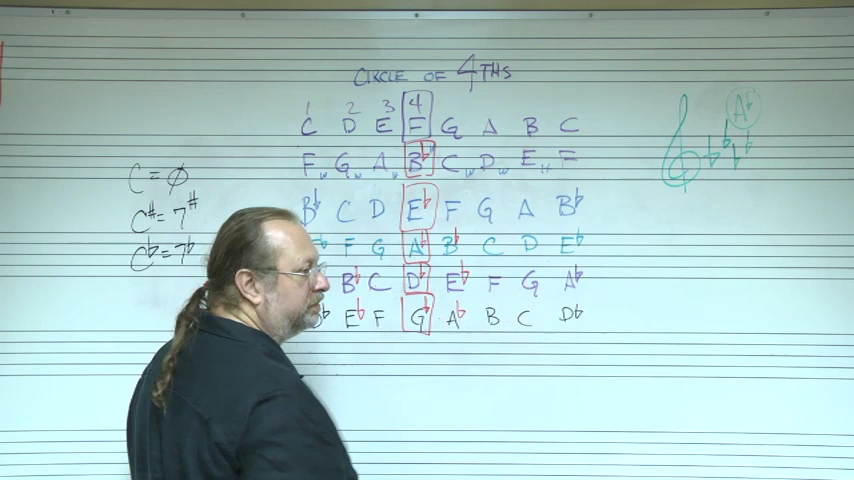 CIRCLE OF 4THS
1 2 3 4
C D E F G A B C
F W G W A W B♭ C W D W E H F
B♭ C D E♭ F G A B♭
F G A♭ B♭ C D E♭
B♭ C D♭ E♭ F G A♭
E♭ F G♭ A♭ B C D♭
C = Ø
C# = 7#
C♭ = 7♭
A♭